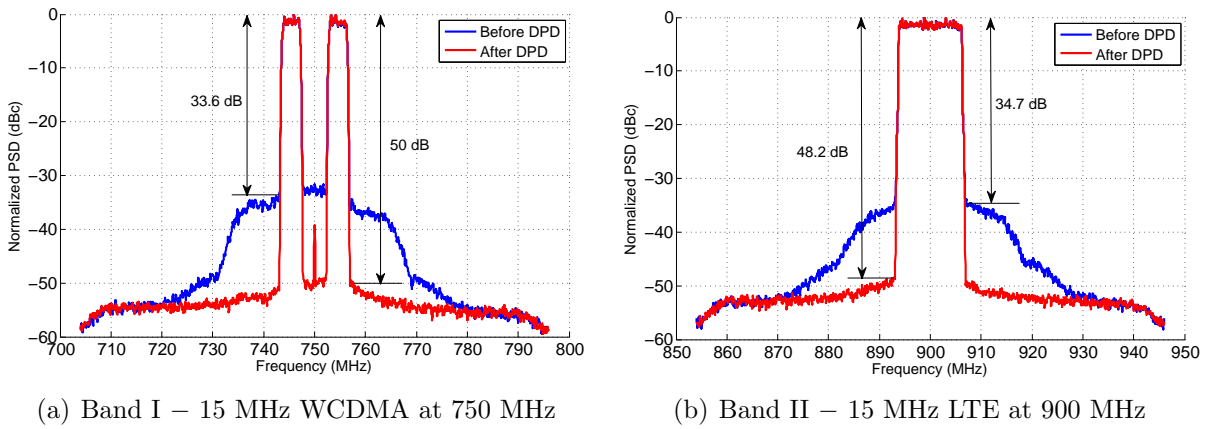 0
−10
−20
−30
−40
−50
−60
Normalized PSD (dBc)
700 710 720 730 740 750 760 770 780 790 800
Frequency (MHz)
33.6 dB
50 dB
Before DPD
After DPD
(a) Band I – 15 MHz WCDMA at 750 MHz
0
−10
−20
−30
−40
−50
−60
Normalized PSD (dBc)
850 860 870 880 890 900 910 920 930 940 950
Frequency (MHz)
48.2 dB
34.7 dB
Before DPD
After DPD
(b) Band II – 15 MHz LTE at 900 MHz